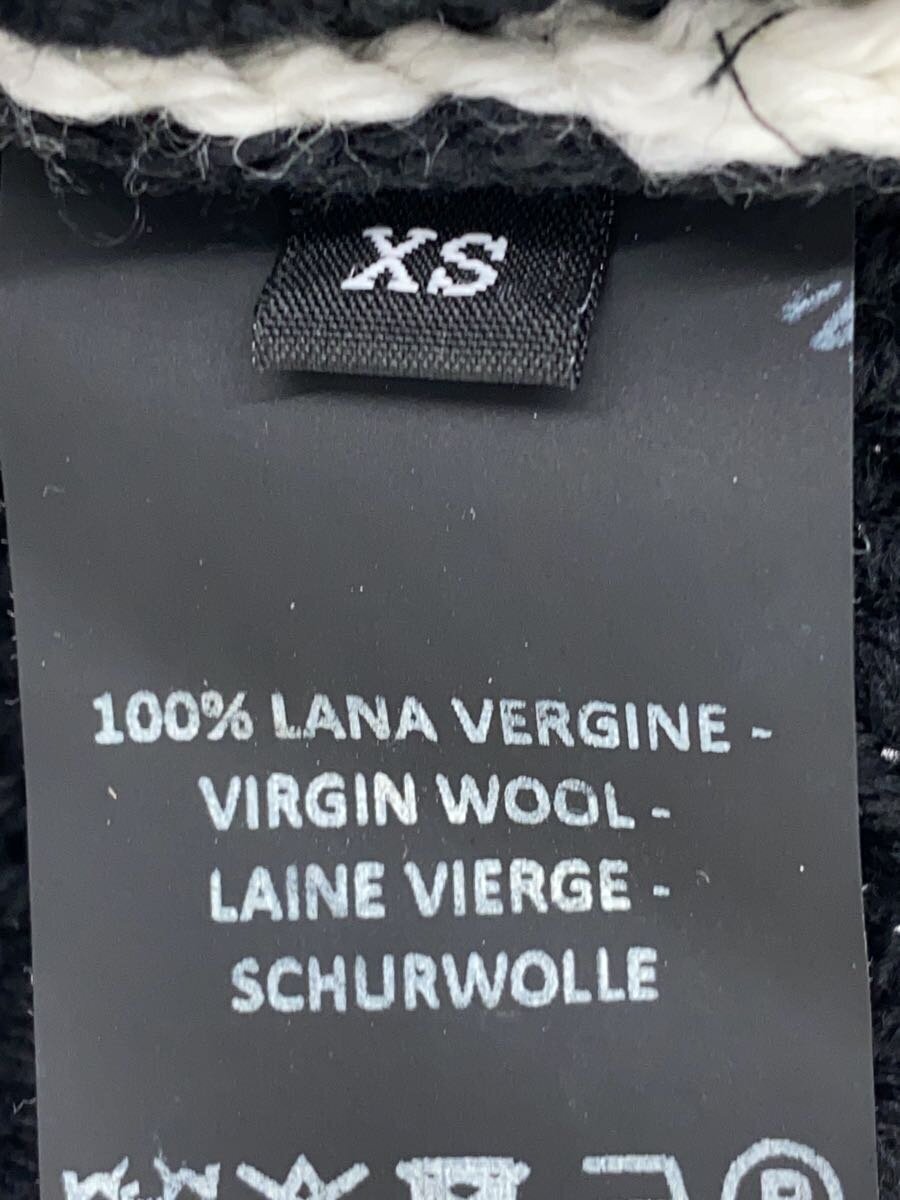 XS
100% LANA VERGINE -
VIRGIN WOOL -
LAINE VIERGE -
SCHURWOLLE